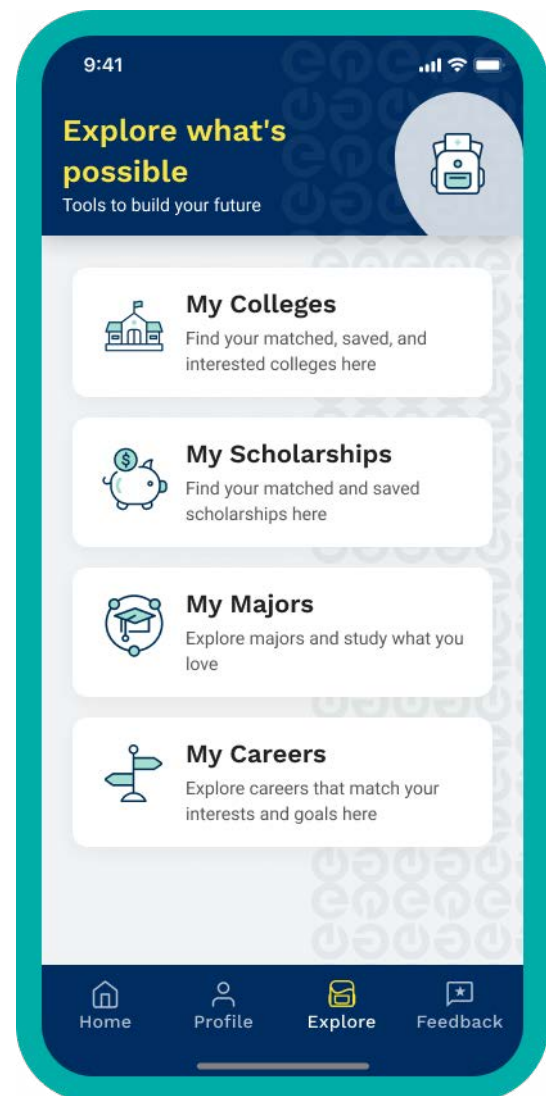 9:41
Explore what's
possible
Tools to build your future
My Colleges
Find your matched, saved, and
interested colleges here
$
My Scholarships
Find your matched and saved
scholarships here
My Majors
Explore majors and study what you
love
My Careers
Explore careers that match your
interests and goals here
Home Profile Explore Feedback